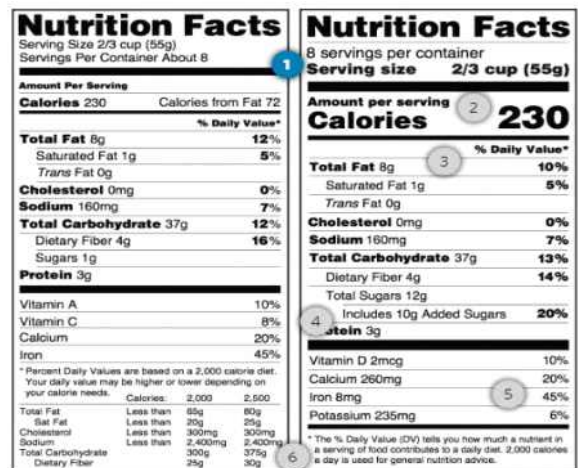 Nutrition Facts
Serving Size 2/3 cup (55g)
Servings Per Container About 8
Amount Per Serving
Calories 230 Calories from Fat 72
% Daily Value*
Total Fat 8g 12%
Saturated Fat 1g 5%
Trans Fat 0g
Cholesterol 0mg 0%
Sodium 160mg 7%
Total Carbohydrate 37g 12%
Dietary Fiber 4g 16%
Sugars 1g
Protein 3g
Vitamin A 10%
Vitamin C 8%
Calcium 20%
Iron 45%
* Percent Daily Values are based on a 2,000 calorie diet.
Your daily value may be higher or lower depending on
your calorie needs.
Calories: 2,000 2,500
Total Fat Less than 65g 80g
Sat Fat Less than 20g 25g
Cholesterol Less than 300mg 300mg
Sodium Less than 2,400mg 2,400mg
Total Carbohydrate 300g 375g
Dietary Fiber 25g 30g
1
Nutrition Facts
8 servings per container
Serving size 2/3 cup (55g)
Amount per serving
2
Calories 230
% Daily Value*
3
Total Fat 8g 10%
Saturated Fat 1g 5%
Trans Fat 0g
Cholesterol 0mg 0%
Sodium 160mg 7%
Total Carbohydrate 37g 13%
Dietary Fiber 4g 14%
Total Sugars 12g
4
Includes 10g Added Sugars 20%
otein 3g
Vitamin D 2mcg 10%
Calcium 260mg 20%
5
Iron 8mg 45%
Potassium 235mg 6%
6
* The % Daily Value (DV) tells you how much a nutrient in
a serving of food contributes to a daily diet. 2,000 calories
a day is used for general nutrition advice.